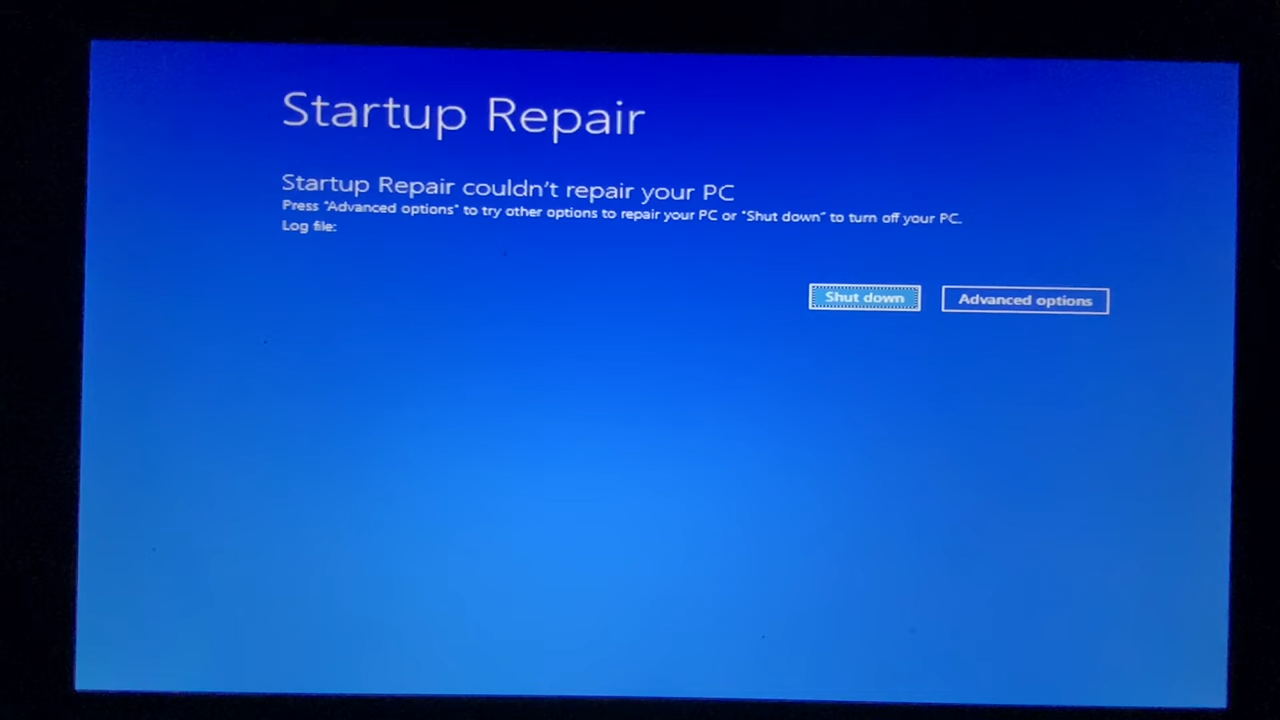 Startup Repair
Startup Repair couldn't repair your PC
Press "Advanced options" to try other options to repair your PC or "Shut down" to turn off your PC.
Log file:
Shut down
Advanced options